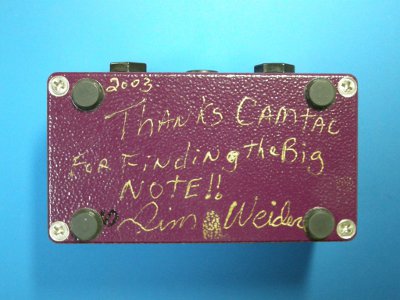 2003
THANKS CAMTAC
FOR FINDING the Big
NOTE!!
Jim Weider